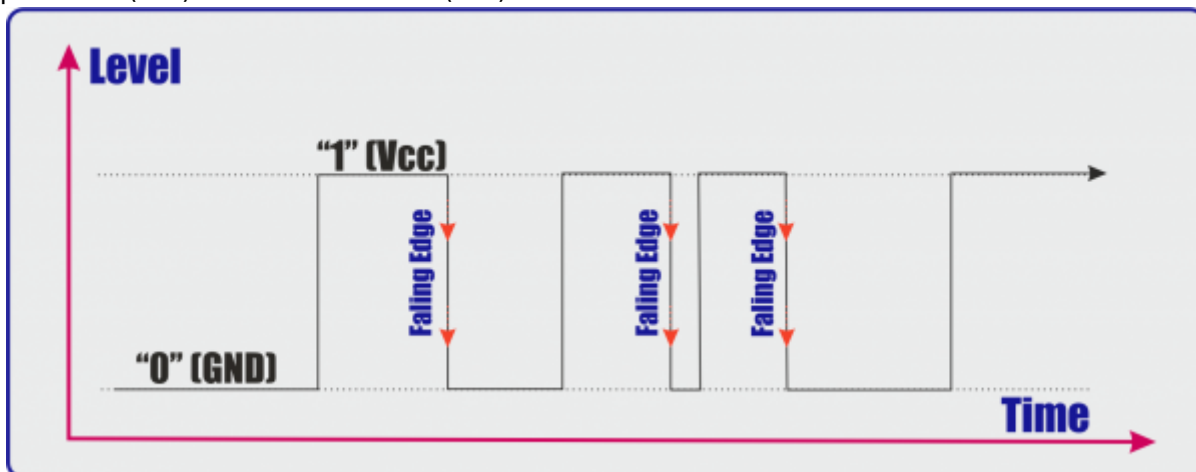 Level
“1” (Vcc)
Faling Edge
Faling Edge
Faling Edge
“0” (GND)
Time